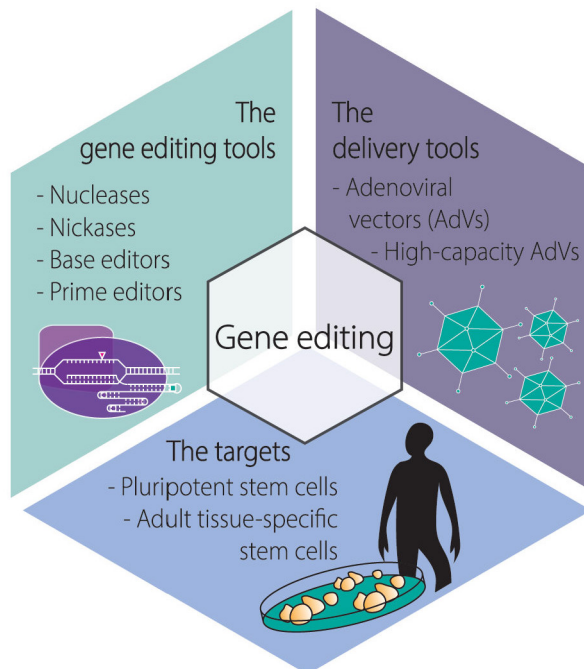 The
gene editing tools
- Nucleases
- Nickases
- Base editors
- Prime editors
The
delivery tools
- Adenoviral
vectors (AdVs)
- High-capacity AdVs
Gene editing
The targets
- Pluripotent stem cells
- Adult tissue-specific
stem cells